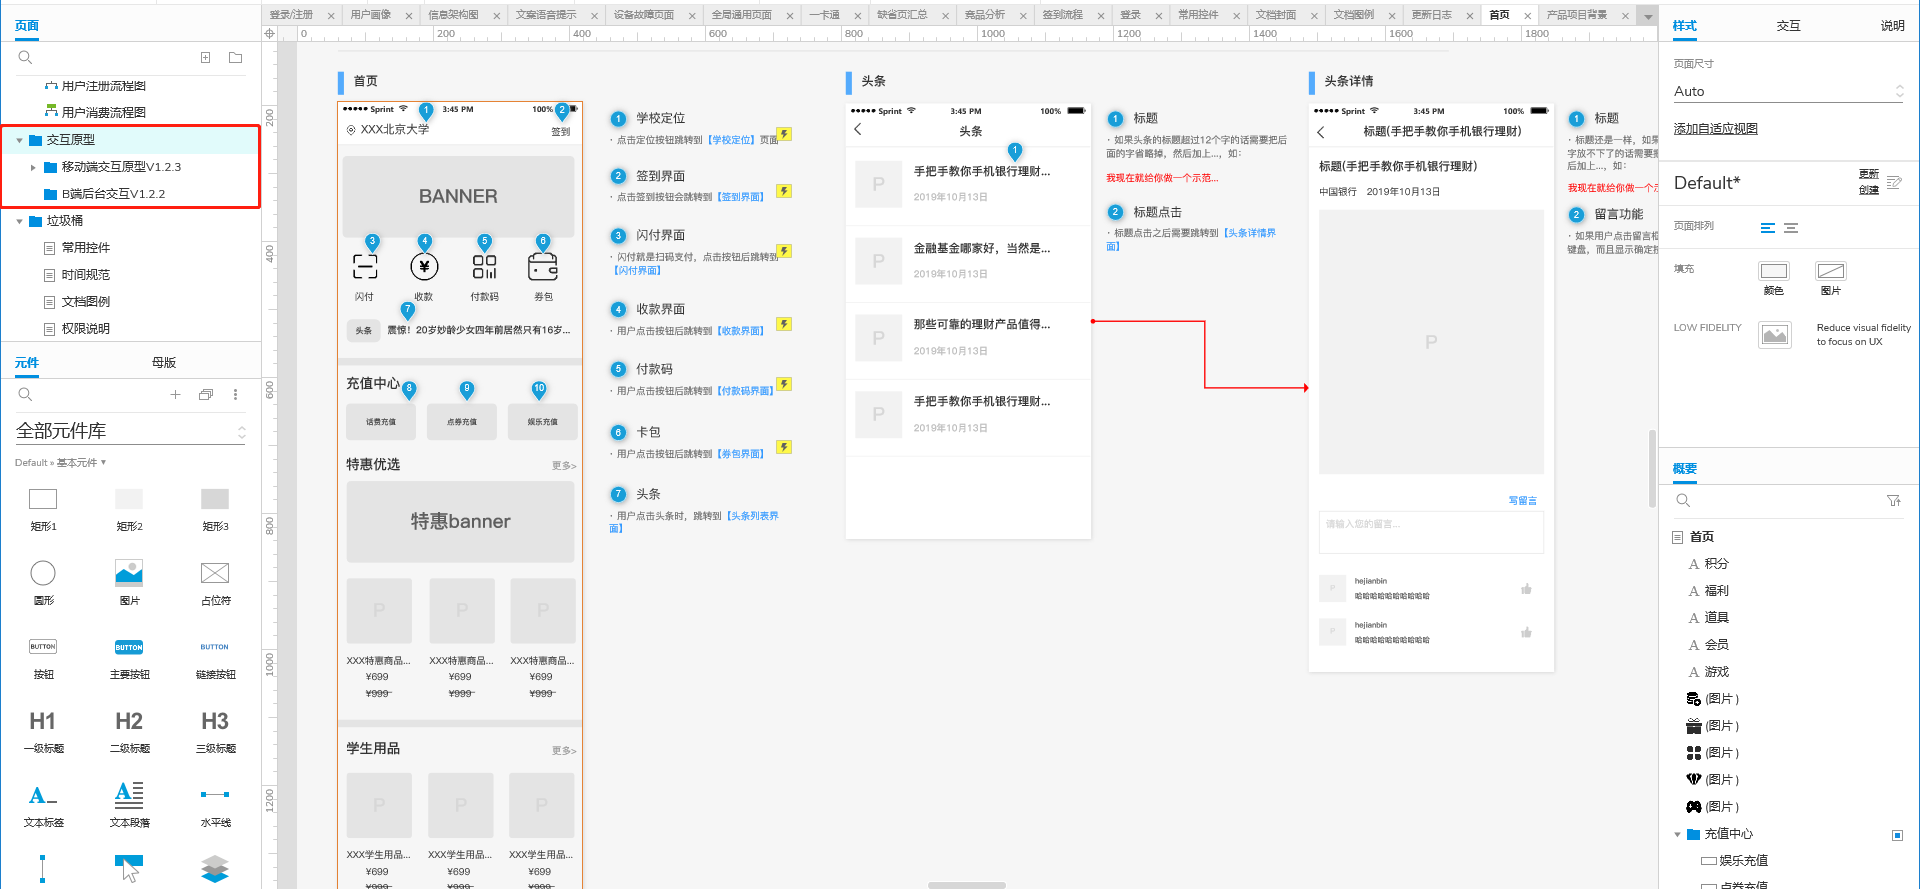 页面
用户注册流程图
用户消费流程图
交互原型
移动端交互原型V1.2.3
B端后台交互V1.2.2
垃圾桶
常用控件
时间规范
文档图例
权限说明
元件
母版
全部元件库
Default » 基本元件 ▾
矩形1
矩形2
矩形3
圆形
图片
占位符
BUTTON
BUTTON
BUTTON
按钮
主要按钮
链接按钮
H1
H2
H3
一级标题
二级标题
三级标题
文本标签
文本段落
水平线
登录/注册
用户画像
信息架构图
文案语音提示
设备故障页面
全局通用页面
一卡通
缺省页汇总
竞品分析
签到流程
登录
常用控件
文档封面
文档图例
更新日志
首页
产品项目背景
0
200
400
600
800
1000
1200
1400
1600
1800
200
400
600
800
1000
1200
首页
Sprint
3:45 PM
100%
1
2
XXX北京大学
签到
BANNER
3
4
5
6
闪付
收款
付款码
券包
7
头条
震惊！20岁妙龄少女四年前居然只有16岁...
充值中心
8
9
10
话费充值
点券充值
娱乐充值
特惠优选
更多>
特惠banner
P
P
P
XXX特惠商品...
XXX特惠商品...
XXX特惠商品...
¥699
¥699
¥699
¥999
¥999
¥999
学生用品
更多>
P
P
P
XXX学生用品...
XXX学生用品...
XXX学生用品...
¥699
¥699
¥699
¥999
¥999
¥999
1 学校定位
· 点击定位按钮跳转到【学校定位】页面
2 签到界面
· 点击签到按钮会跳转【签到界面】
3 闪付界面
· 闪付就是扫码支付，点击按钮后跳转到
【闪付界面】
4 收款界面
· 用户点击按钮后跳转到【收款界面】
5 付款码
· 用户点击按钮后跳转到【付款码界面】
6 卡包
· 用户点击按钮后跳转到【券包界面】
7 头条
· 用户点击头条时，跳转到【头条列表界
面】
头条
Sprint
3:45 PM
100%
头条
1
P
手把手教你手机银行理财...
2019年10月13日
P
金融基金哪家好，当然是...
2019年10月13日
P
那些可靠的理财产品值得...
2019年10月13日
P
手把手教你手机银行理财...
2019年10月13日
1 标题
· 如果头条的标题超过12个字的话需要把后
面的字省略掉，然后加上...，如：
我现在就给你做一个示范...
2 标题点击
· 标题点击之后需要跳转到【头条详情界
面】
头条详情
Sprint
3:45 PM
100%
标题(手把手教你手机银行理财)
标题(手把手教你手机银行理财)
中国银行 2019年10月13日
P
写留言
请输入您的留言...
P
hejianbin
哈哈哈哈哈哈哈哈哈哈
P
hejianbin
哈哈哈哈哈哈哈哈哈哈
1 标题
· 标题还是一样，如果
字放不下了的话需要把
后加上...，如：
我现在就给你做一个示
2 留言功能
· 如果用户点击留言框
键盘，而且显示确定按
样式
交互
说明
页面尺寸
Auto
添加自适应视图
Default*
更新
创建
页面排列
填充
颜色
图片
LOW FIDELITY
Reduce visual fidelity
to focus on UX
概要
首页
A 积分
A 福利
A 道具
A 会员
A 游戏
(图片 )
(图片 )
(图片 )
(图片 )
(图片 )
充值中心
娱乐充值
点券充值